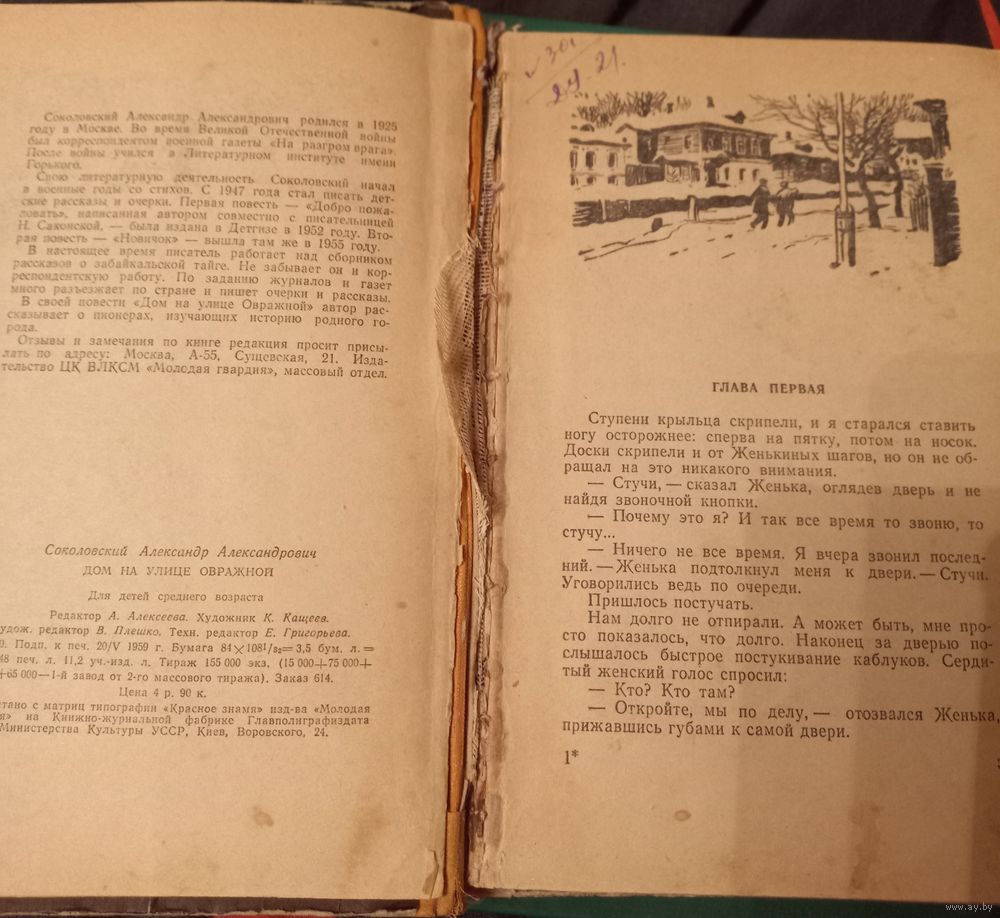 Соколовский Александр Александрович родился в 1925
году в Москве. Во время Великой Отечественной войны
был корреспондентом военной газеты «На разгром врага».
После войны учился в Литературном институте имени
Горького.
Свою литературную деятельность Соколовский начал
в военные годы со стихов. С 1947 года стал писать дет-
ские рассказы и очерки. Первая повесть — «Добро пожа-
ловать», написанная автором совместно с писательницей
Н. Саконской, — была издана в Детгизе в 1952 году. Вто-
рая повесть — «Новичок» — вышла там же в 1955 году.
В настоящее время писатель работает над сборником
рассказов о забайкальской тайге. Не забывает он и кор-
респондентскую работу. По заданию журналов и газет
много разъезжает по стране и пишет очерки и рассказы.
В своей повести «Дом на улице Овражной» автор рас-
сказывает о пионерах, изучающих историю родного го-
рода.
Отзывы и замечания по книге редакция просит присы-
лать по адресу: Москва, А-55, Сущевская, 21. Изда-
тельство ЦК ВЛКСМ «Молодая гвардия», массовый отдел.
Соколовский Александр Александрович
ДОМ НА УЛИЦЕ ОВРАЖНОЙ
Для детей среднего возраста
Редактор А. Алексеева. Художник К. Кащеев.
удож. редактор В. Плешко. Техн. редактор Е. Григорьева.
Подп. к печ. 20/V 1959 г. Бумага 84×108¹/₃₂=3,5 бум. л.=
48 печ. л. 11,2 уч.-изд. л. Тираж 155 000 экз. (15 000+75 000+
+65 000—1-й завод от 2-го массового тиража). Заказ 614.
Цена 4 р. 90 к.
тано с матриц типографии «Красное знамя» изд-ва «Молодая
я» на Книжно-журнальной фабрике Главполиграфиздата
Министерства Культуры УССР, Киев, Воровского, 24.
30.
24. 21.
ГЛАВА ПЕРВАЯ
Ступени крыльца скрипели, и я старался ставить
ногу осторожнее: сперва на пятку, потом на носок.
Доски скрипели и от Женькиных шагов, но он не об-
ращал на это никакого внимания.
— Стучи, — сказал Женька, оглядев дверь и не
найдя звоночной кнопки.
— Почему это я? И так все время то звоню, то
стучу...
— Ничего не все время. Я вчера звонил послед-
ний. — Женька подтолкнул меня к двери. — Стучи.
Уговорились ведь по очереди.
Пришлось постучать.
Нам долго не отпирали. А может быть, мне про-
сто показалось, что долго. Наконец за дверью по-
слышалось быстрое постукивание каблуков. Серди-
тый женский голос спросил:
— Кто? Кто там?
— Откройте, мы по делу, — отозвался Женька,
прижавшись губами к самой двери.
1*
www.ay.by